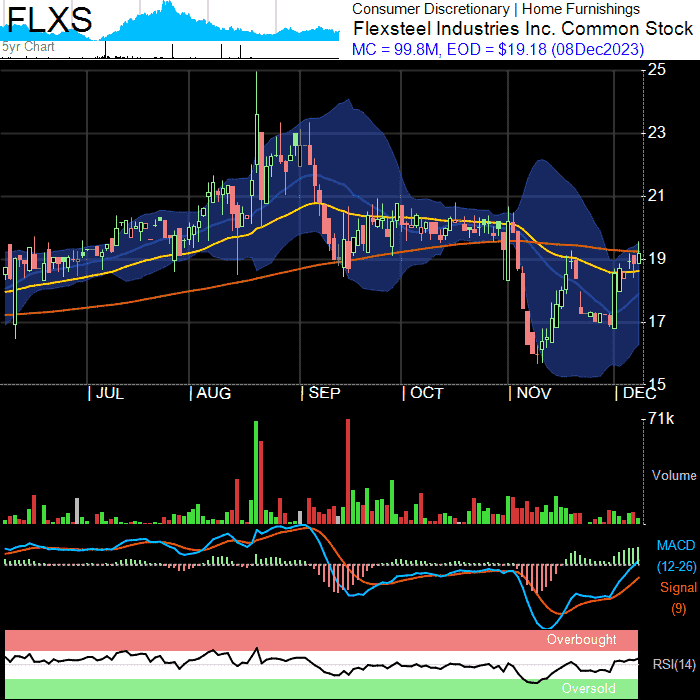 FLXS
Consumer Discretionary | Home Furnishings
Flexsteel Industries Inc. Common Stock
MC = 99.8M, EOD = $19.18 (08Dec2023)
5yr Chart
25
23
21
19
17
15
| JUL | AUG | SEP | OCT | NOV | DEC
71k
Volume
MACD
(12-26)
Signal
(9)
Overbought
RSI(14)
Oversold